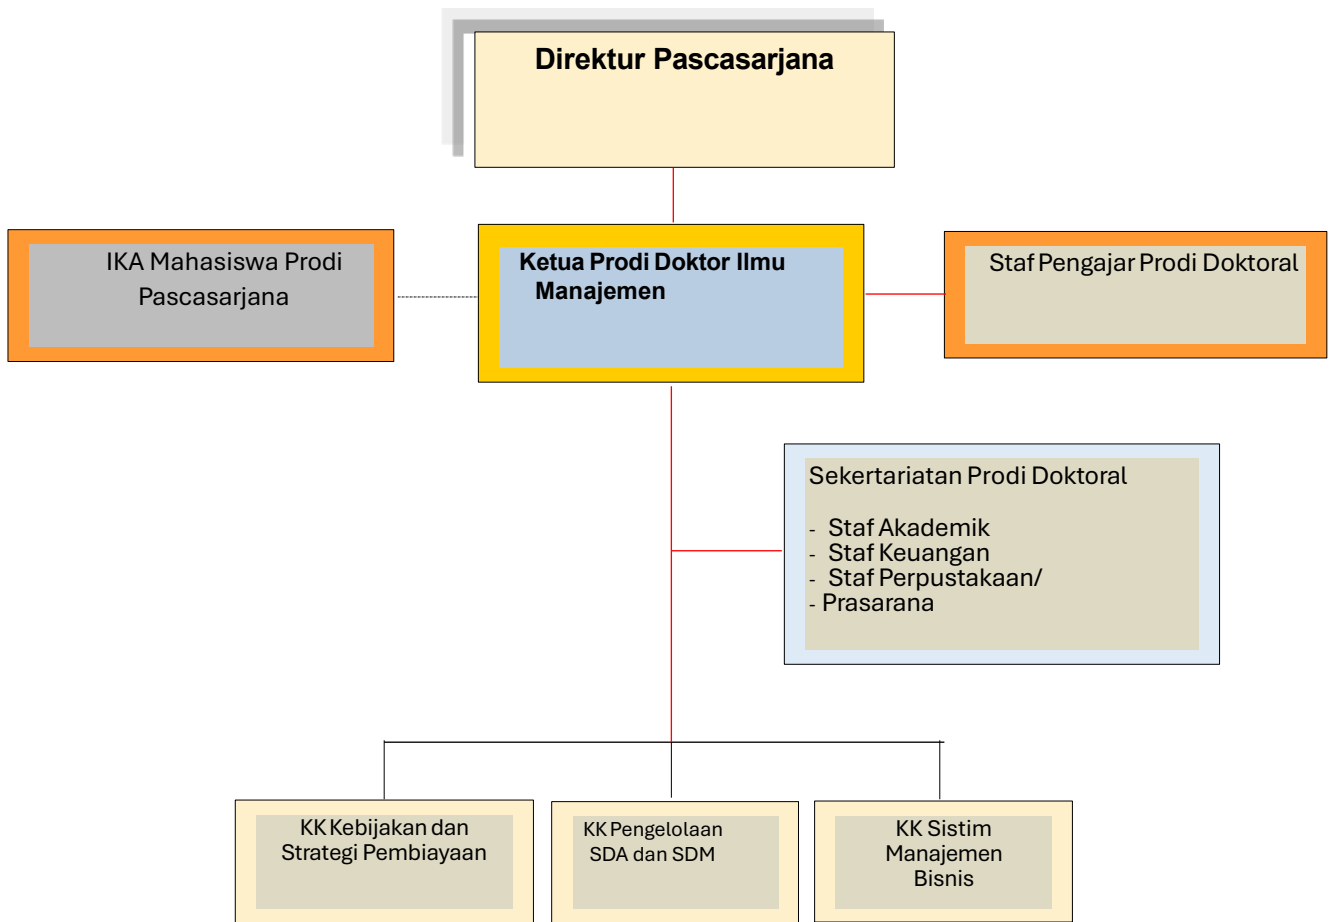 Direktur Pascasarjana
IKA Mahasiswa Prodi
Pascasarjana
Ketua Prodi Doktor Ilmu
Manajemen
Staf Pengajar Prodi Doktoral
Sekertariatan Prodi Doktoral
- Staf Akademik
- Staf Keuangan
- Staf Perpustakaan/
- Prasarana
KK Kebijakan dan
Strategi Pembiayaan
KK Pengelolaan
SDA dan SDM
KK Sistim
Manajemen
Bisnis